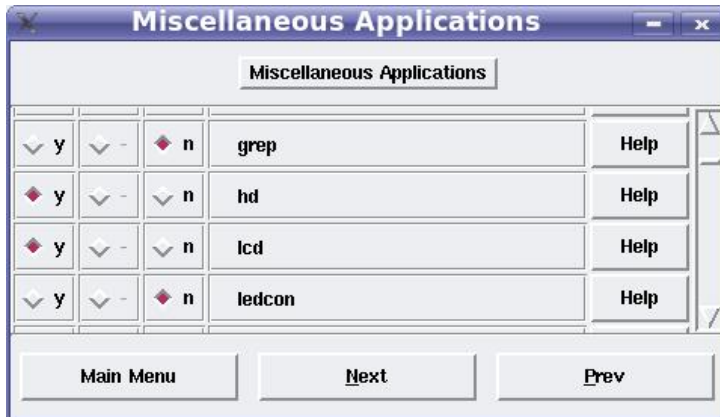 Miscellaneous Applications
Miscellaneous Applications
y - n grep Help
y - n hd Help
y - n lcd Help
y - n ledcon Help
Main Menu Next Prev